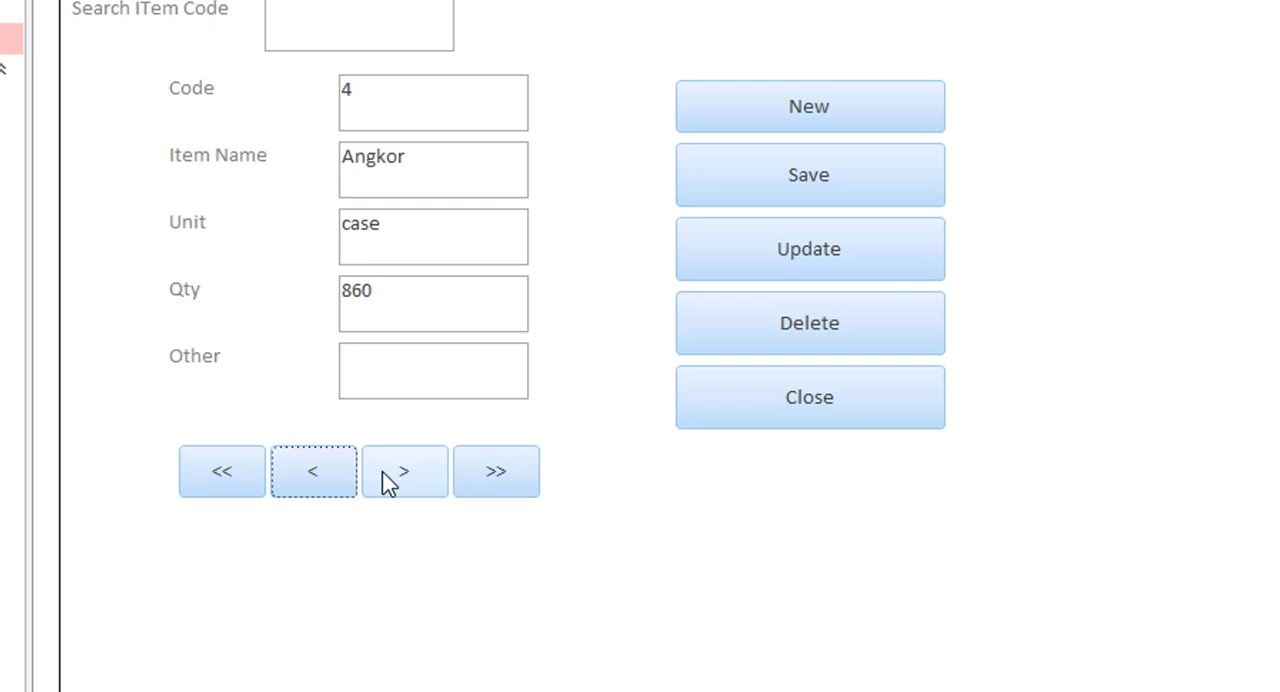 Search ITem Code
Code 4
New
Item Name Angkor
Save
Unit case
Update
Qty 860
Delete
Other
Close
<< < > >>